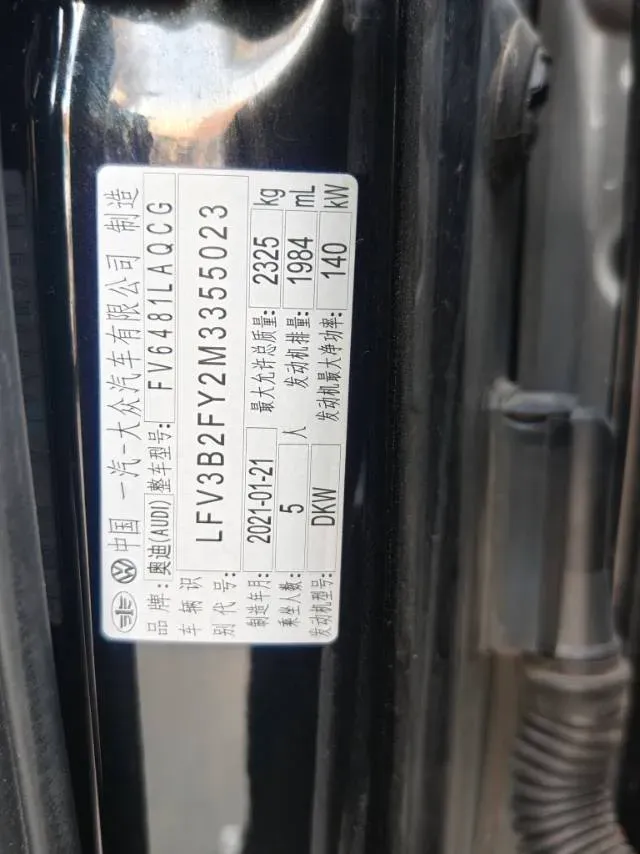 中国 一汽-大众汽车有限公司 制造
品牌: 奥迪(AUDI) 整车型号: FV6481LAQCG
车辆识别代号: LFV3B2FY2M3355023
制造年月: 2021-01-21 最大允许总质量: 2325 kg
乘坐人数: 5 人 发动机排量: 1984 mL
发动机型号: DKW 发动机最大净功率: 140 kW